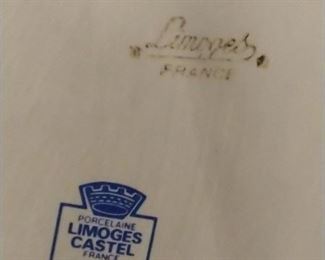 Limoges
FRANCE
PORCELAINE
LIMOGES
CASTEL
FRANCE